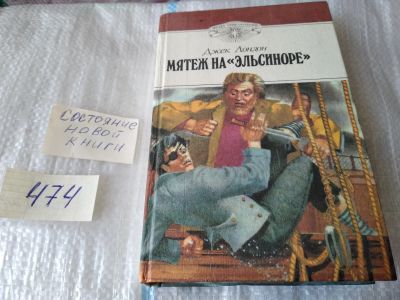 Джек Лондон
МЯТЕЖ НА «ЭЛЬСИНОРЕ»
Состояние
новой
книги
474